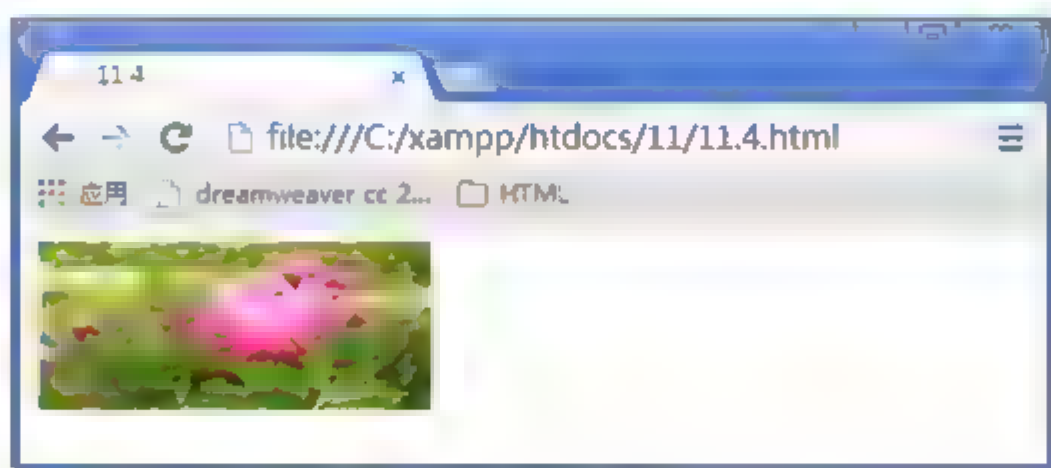 11.4
file:///C:/xampp/htdocs/11/11.4.html
应用 dreamweaver cc 2... HTML